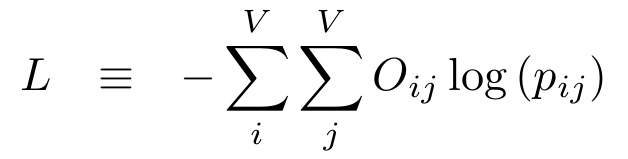 L ≡ − ∑_{i}^{V} ∑_{j}^{V} O_{ij} log (p_{ij})